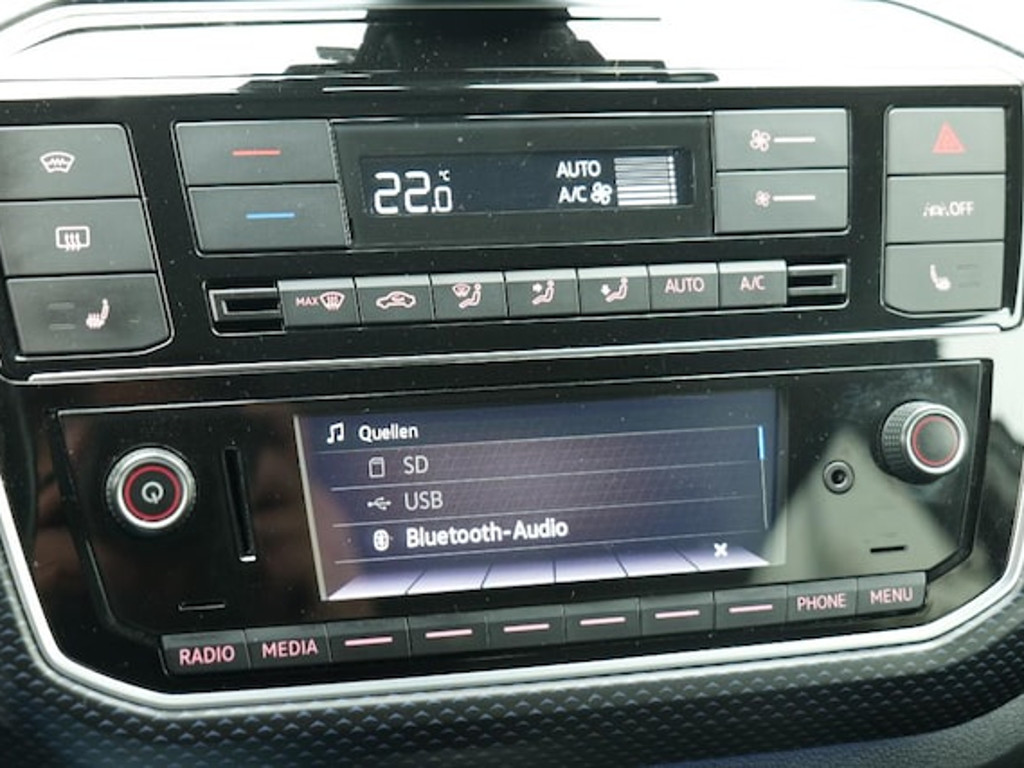 22.0 °C AUTO
A/C
OFF
MAX AUTO A/C
Quellen
SD
USB
Bluetooth-Audio
RADIO MEDIA PHONE MENU